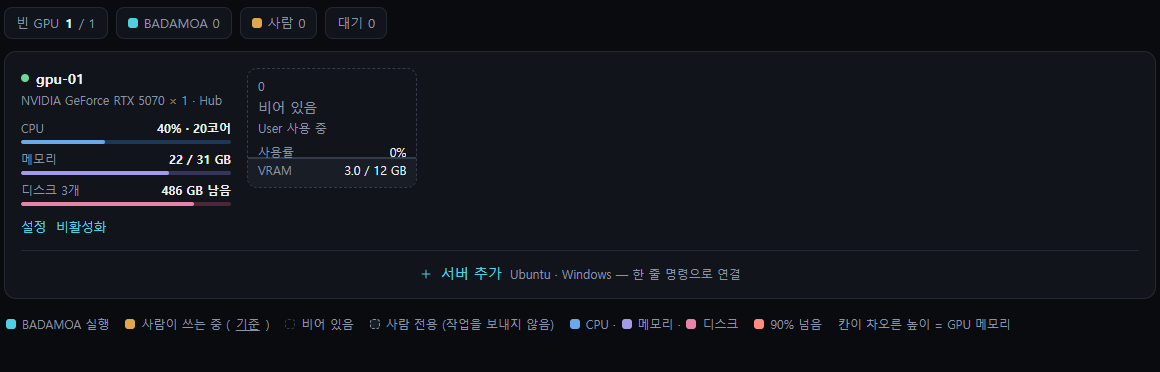 빈 GPU 1 / 1
BADAMOA 0
사람 0
대기 0
gpu-01
NVIDIA GeForce RTX 5070 × 1 · Hub
CPU 40% · 20코어
메모리 22 / 31 GB
디스크 3개 486 GB 남음
설정 비활성화
0
비어 있음
User 사용 중
사용률 0%
VRAM 3.0 / 12 GB
+ 서버 추가 Ubuntu · Windows — 한 줄 명령으로 연결
BADAMOA 실행 사람이 쓰는 중 ( 기준 ) 비어 있음 사람 전용 (작업을 보내지 않음) CPU · 메모리 · 디스크 90% 넘음 칸이 차오른 높이 = GPU 메모리